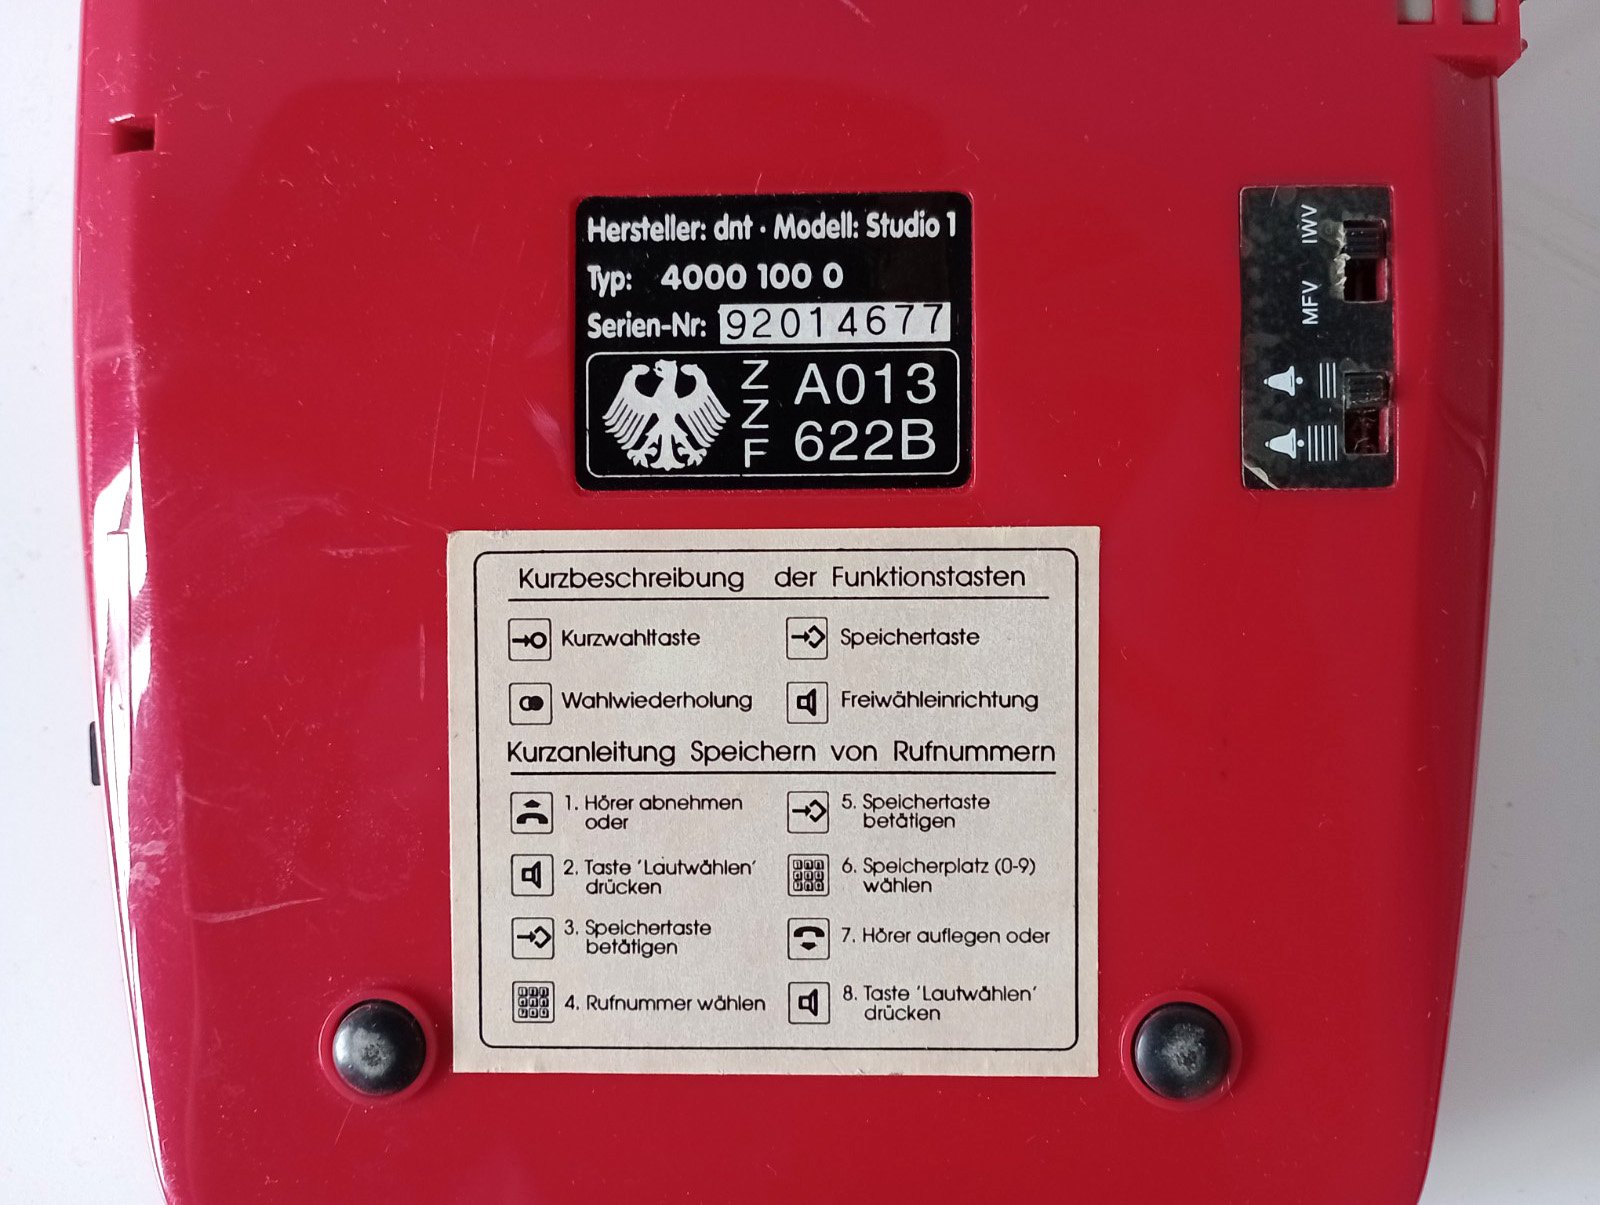 Hersteller: dnt · Modell: Studio 1
Typ: 4000 100 0
Serien-Nr: 92014677
ZZF
A013
622B
IWV
MFV
Kurzbeschreibung der Funktionstasten
Kurzwahltaste
Speichertaste
Wahlwiederholung
Freiwähleinrichtung
Kurzanleitung Speichern von Rufnummern
1. Hörer abnehmen
oder
2. Taste 'Lautwählen'
drücken
3. Speichertaste
betätigen
4. Rufnummer wählen
5. Speichertaste
betätigen
6. Speicherplatz (0-9)
wählen
7. Hörer auflegen oder
8. Taste 'Lautwählen'
drücken